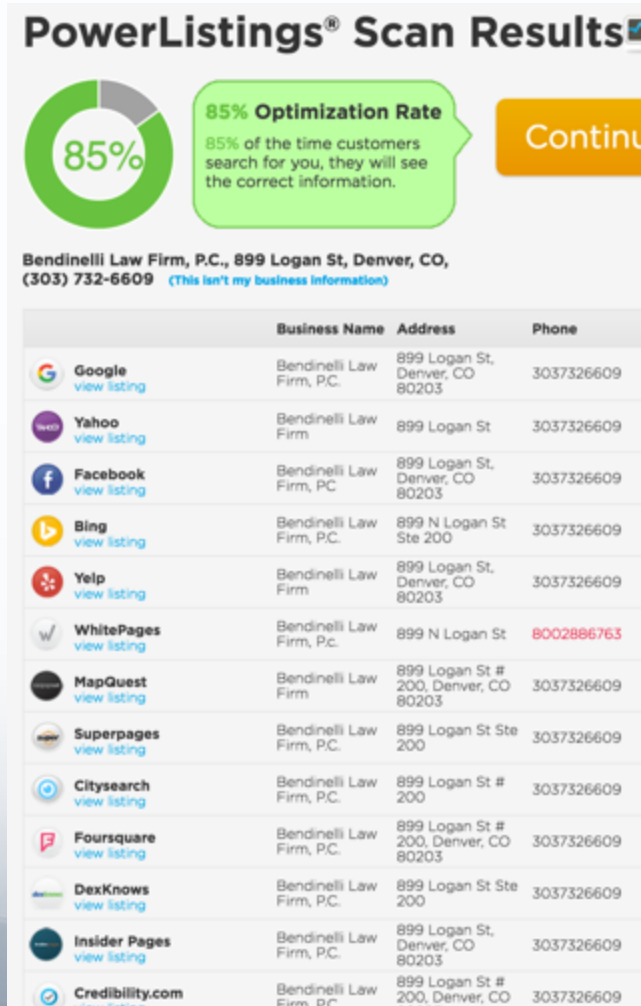 PowerListings® Scan Results
85%
85% Optimization Rate
85% of the time customers
search for you, they will see
the correct information.
Continu
Bendinelli Law Firm, P.C., 899 Logan St, Denver, CO,
(303) 732-6609 (This isn't my business information)
Business Name Address Phone
Google
view listing
Bendinelli Law
Firm, P.C.
899 Logan St,
Denver, CO
80203
3037326609
Yahoo
view listing
Bendinelli Law
Firm
899 Logan St
3037326609
Facebook
view listing
Bendinelli Law
Firm, PC
899 Logan St,
Denver, CO
80203
3037326609
Bing
view listing
Bendinelli Law
Firm, P.C.
899 N Logan St
Ste 200
3037326609
Yelp
view listing
Bendinelli Law
Firm
899 Logan St,
Denver, CO
80203
3037326609
WhitePages
view listing
Bendinelli Law
Firm, P.c.
899 N Logan St
8002886763
MapQuest
view listing
Bendinelli Law
Firm
899 Logan St #
200, Denver, CO
80203
3037326609
Superpages
view listing
Bendinelli Law
Firm, P.C.
899 Logan St Ste
200
3037326609
Citysearch
view listing
Bendinelli Law
Firm, P.C.
899 Logan St #
200
3037326609
Foursquare
view listing
Bendinelli Law
Firm, P.C.
899 Logan St #
200, Denver, CO
80203
3037326609
DexKnows
view listing
Bendinelli Law
Firm, P.C.
899 Logan St Ste
200
3037326609
Insider Pages
view listing
Bendinelli Law
Firm, P.C.
899 Logan St,
Denver, CO
80203
3037326609
Credibility.com
view listing
Bendinelli Law
Firm, P.C.
899 Logan St #
200, Denver, CO
3037326609